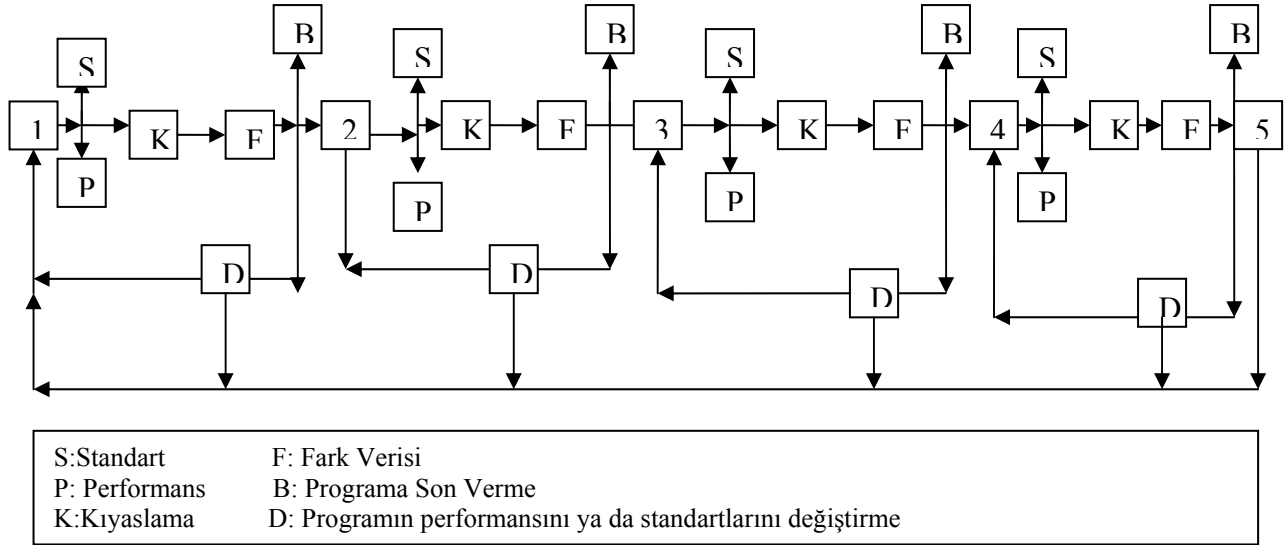 B
B
B
B
S
S
S
S
1
K
F
2
K
F
3
K
F
4
K
F
5
P
P
P
P
D
D
D
D
S:Standart F: Fark Verisi
P: Performans B: Programa Son Verme
K:Kıyaslama D: Programın performansını ya da standartlarını değiştirme